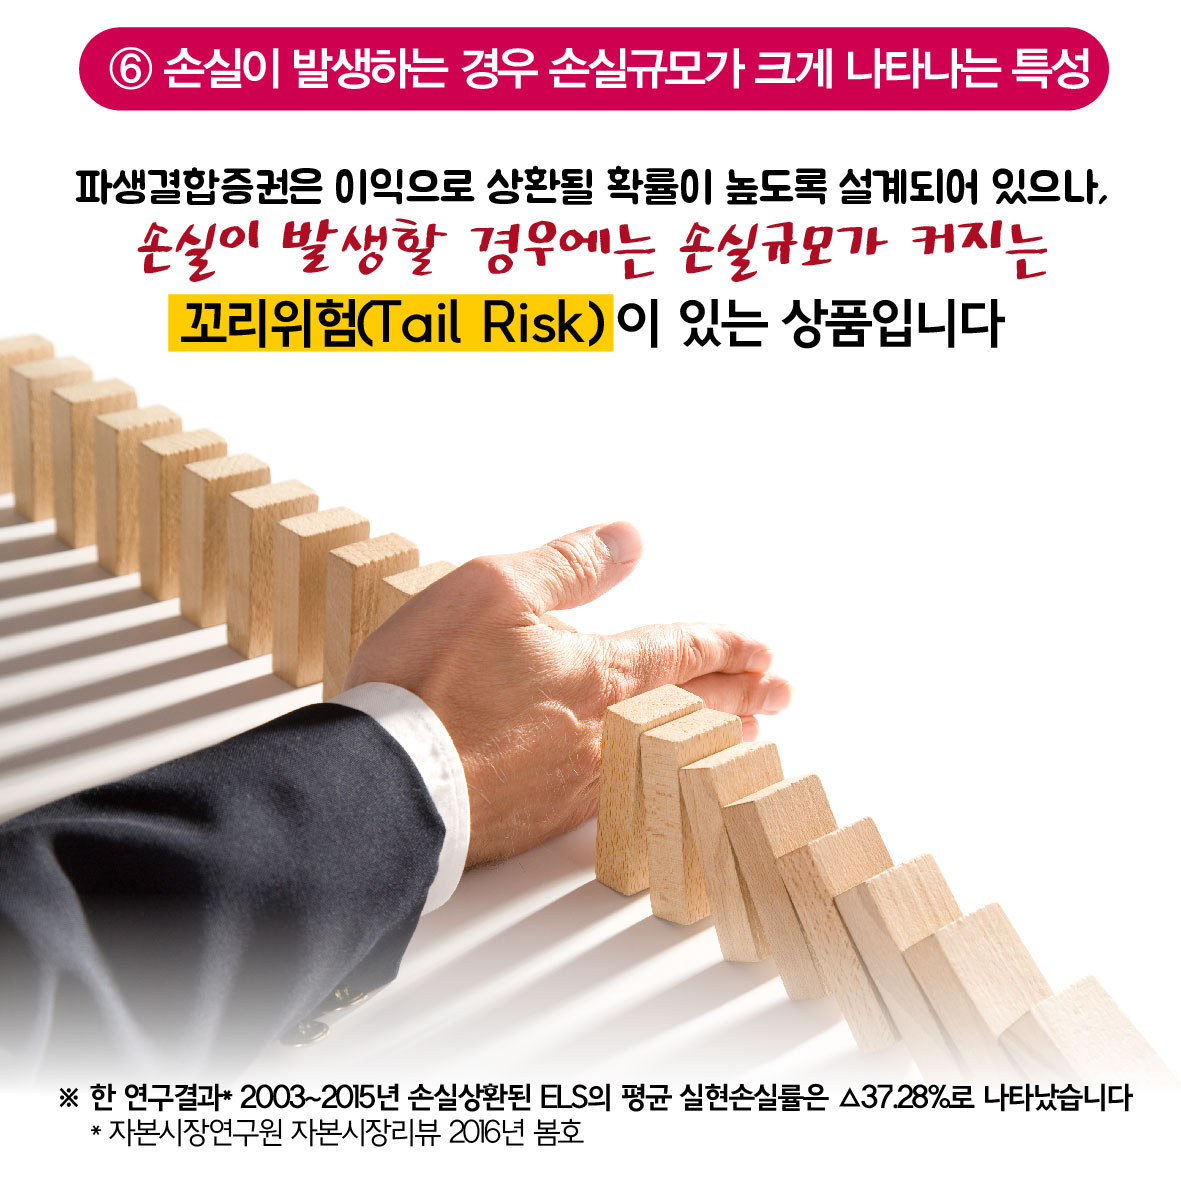 ⑥ 손실이 발생하는 경우 손실규모가 크게 나타나는 특성
파생결합증권은 이익으로 상환될 확률이 높도록 설계되어 있으나,
손실이 발생할 경우에는 손실규모가 커지는
꼬리위험(Tail Risk)이 있는 상품입니다
※ 한 연구결과* 2003~2015년 손실상환된 ELS의 평균 실현손실률은 △37.28%로 나타났습니다
* 자본시장연구원 자본시장리뷰 2016년 봄호